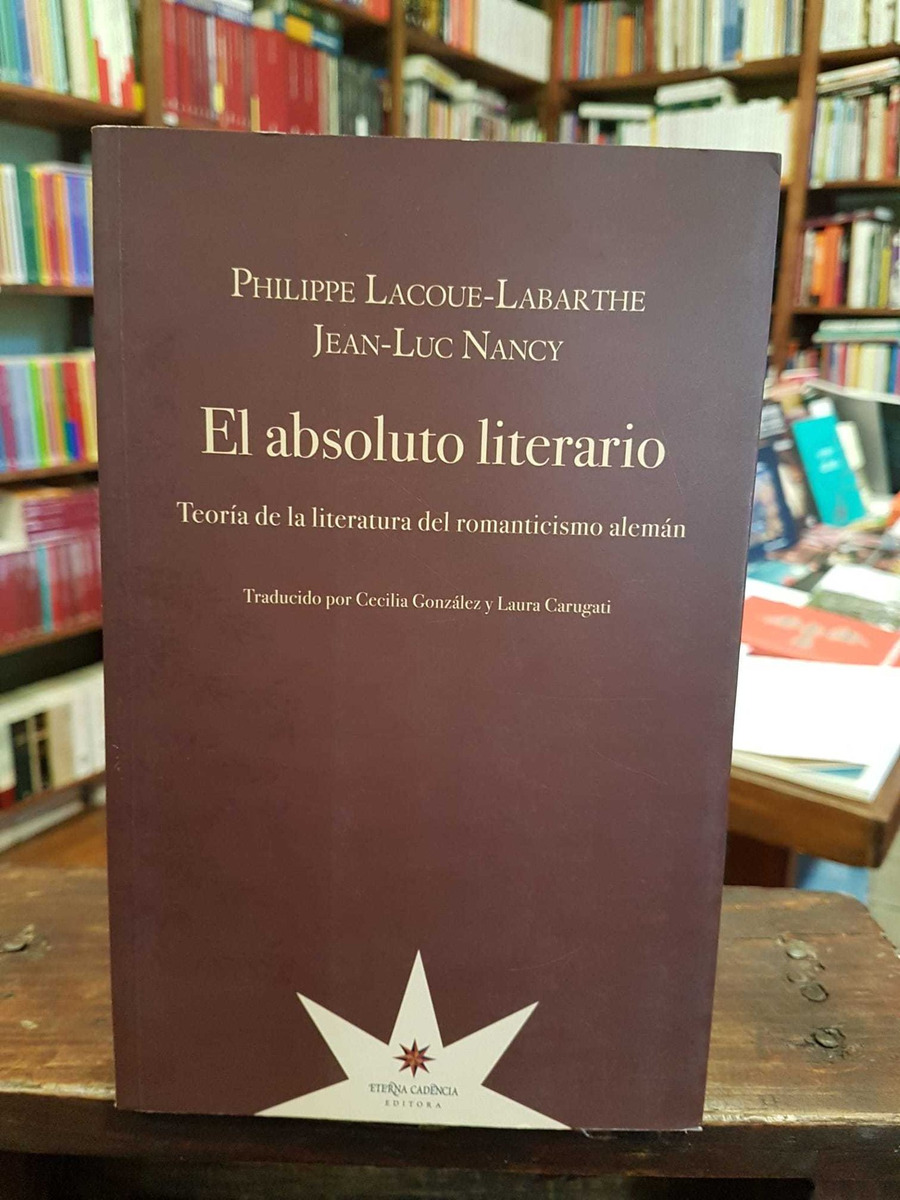 PHILIPPE LACOUE-LABARTHE
JEAN-LUC NANCY
El absoluto literario
Teoría de la literatura del romanticismo alemán
Traducido por Cecilia González y Laura Carugati
ETERNA CADENCIA
EDITORA